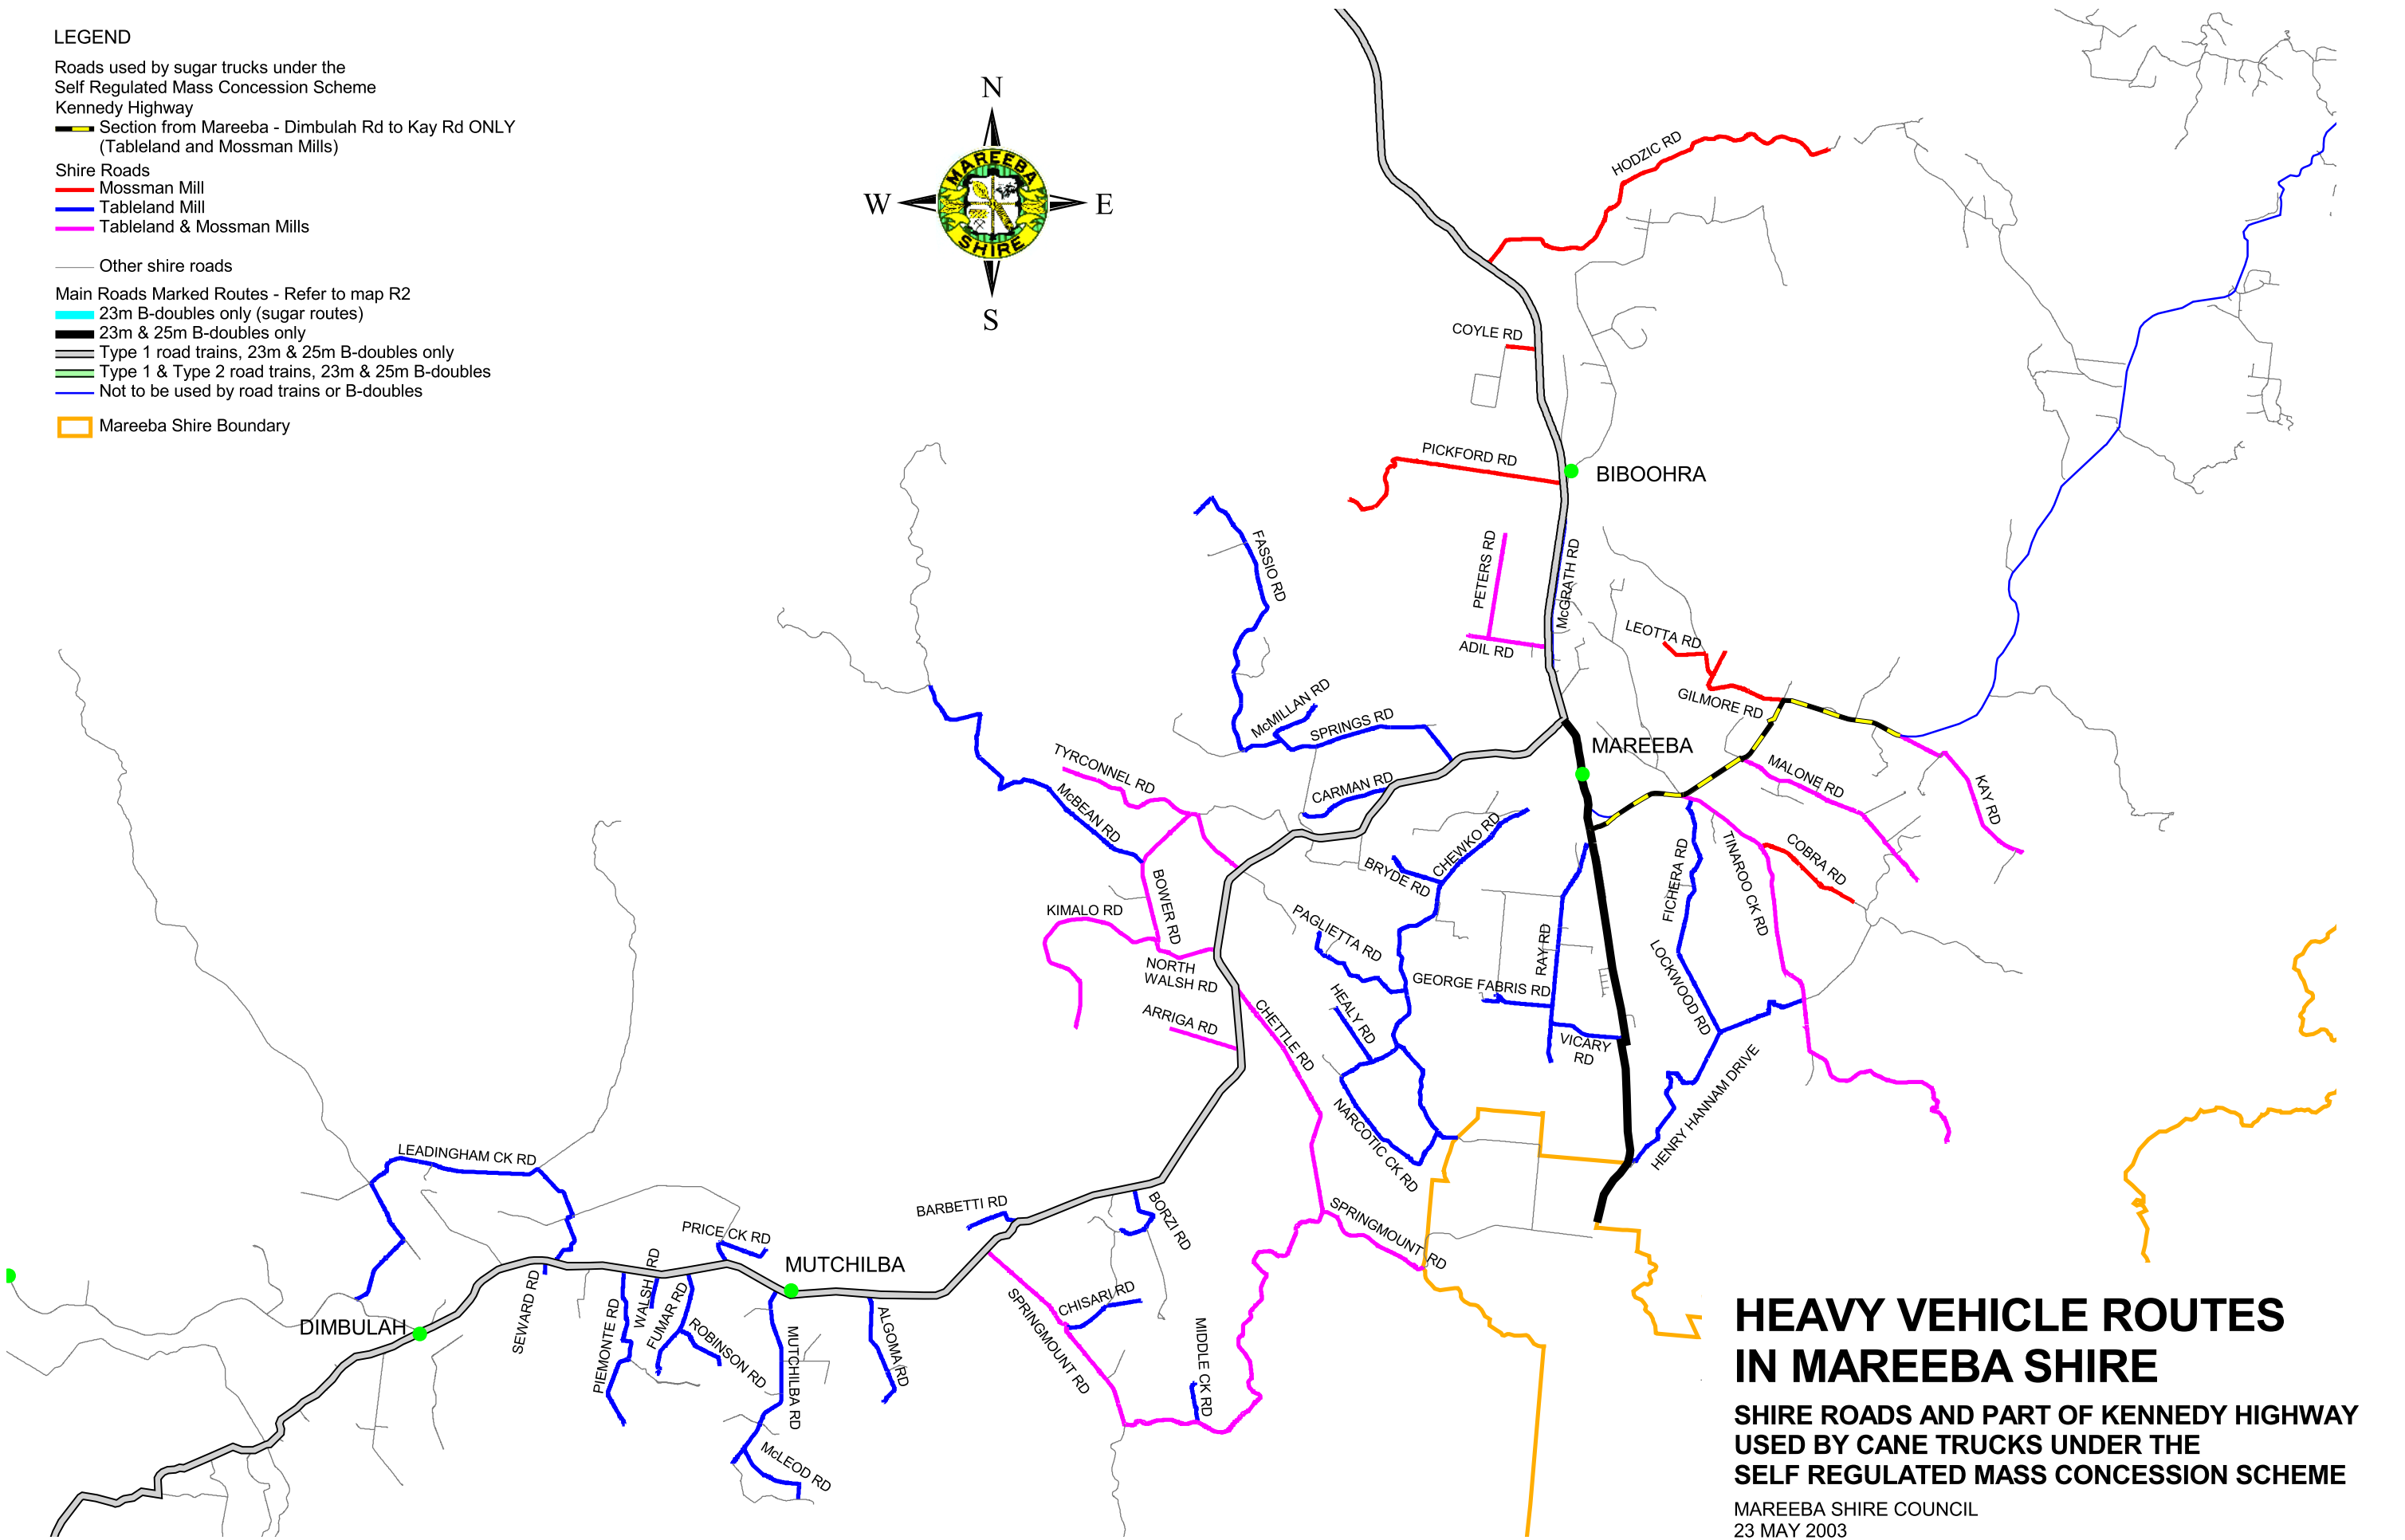 LEGEND
Roads used by sugar trucks under the
Self Regulated Mass Concession Scheme
Kennedy Highway
Section from Mareeba - Dimbulah Rd to Kay Rd ONLY
(Tableland and Mossman Mills)
Shire Roads
Mossman Mill
Tableland Mill
Tableland & Mossman Mills
Other shire roads
Main Roads Marked Routes - Refer to map R2
23m B-doubles only (sugar routes)
23m & 25m B-doubles only
Type 1 road trains, 23m & 25m B-doubles only
Type 1 & Type 2 road trains, 23m & 25m B-doubles
Not to be used by road trains or B-doubles
Mareeba Shire Boundary
N
W
E
S
MAREEBA
SHIRE
HODZIC RD
COYLE RD
PICKFORD RD
BIBOOHRA
FASSIO RD
PETERS RD
McGRATH RD
ADIL RD
LEOTTA RD
GILMORE RD
McMILLAN RD
SPRINGS RD
MAREEBA
TYRCONNEL RD
McBEAN RD
CARMAN RD
MALONE RD
KAY RD
CHEWKO RD
BRYDE RD
FICHERA RD
TINAROO CK RD
COBRA RD
BOWER RD
KIMALO RD
PAGLIETTA RD
RAY RD
NORTH
WALSH RD
GEORGE FABRIS RD
LOCKWOOD RD
HEALY RD
ARRIGA RD
CHETTLE RD
VICARY
RD
HENRY HANNAM DRIVE
NARCOTIC CK RD
LEADINGHAM CK RD
BARBETTI RD
BORZI RD
SPRINGMOUNT RD
PRICE CK RD
MUTCHILBA
SEWARD RD
WALSH RD
PIEMONTE RD
FUMAR RD
ROBINSON RD
MUTCHILBA RD
ALGOMA RD
SPRINGMOUNT RD
CHISARI RD
MIDDLE CK RD
DIMBULAH
McLEOD RD
HEAVY VEHICLE ROUTES
IN MAREEBA SHIRE
SHIRE ROADS AND PART OF KENNEDY HIGHWAY
USED BY CANE TRUCKS UNDER THE
SELF REGULATED MASS CONCESSION SCHEME
MAREEBA SHIRE COUNCIL
23 MAY 2003